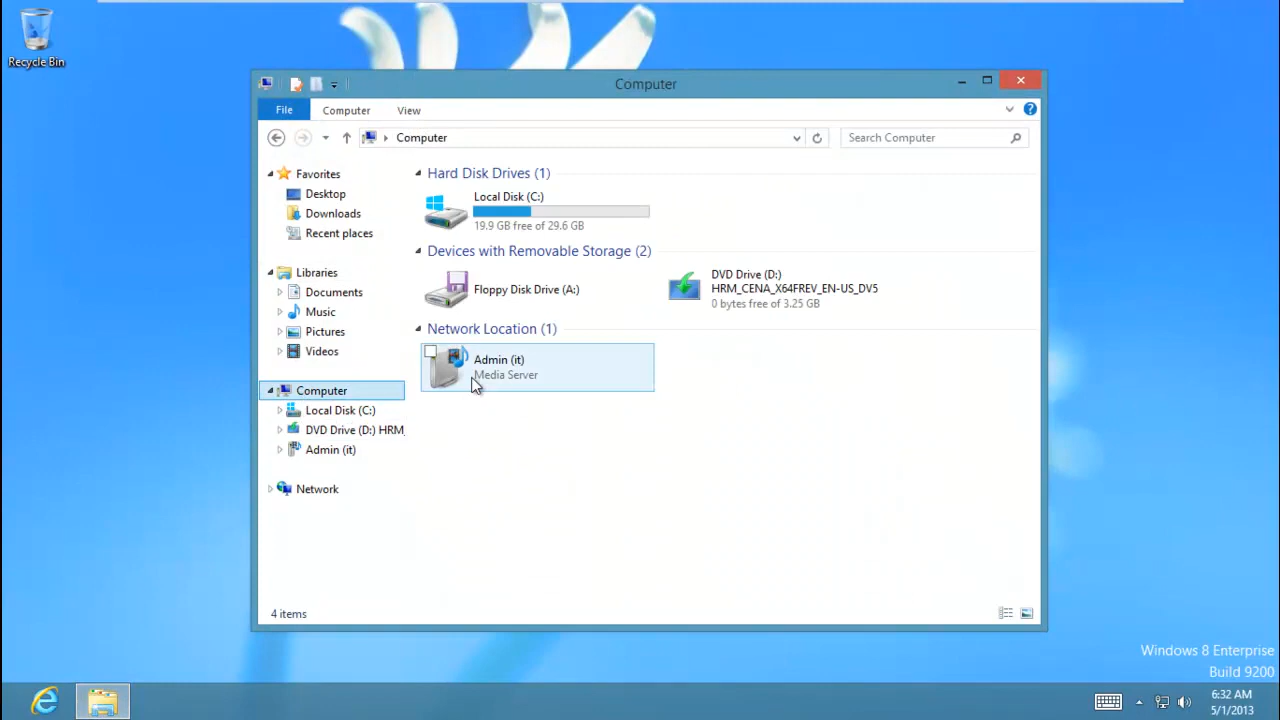 Recycle Bin
Computer
File
Computer
View
Computer
Search Computer
Favorites
Desktop
Downloads
Recent places
Libraries
Documents
Music
Pictures
Videos
Computer
Local Disk (C:)
DVD Drive (D:) HRM_
Admin (it)
Network
Hard Disk Drives (1)
Local Disk (C:)
19.9 GB free of 29.6 GB
Devices with Removable Storage (2)
Floppy Disk Drive (A:)
DVD Drive (D:)
HRM_CENA_X64FREV_EN-US_DV5
0 bytes free of 3.25 GB
Network Location (1)
Admin (it)
Media Server
4 items
Windows 8 Enterprise
Build 9200
6:32 AM
5/1/2013